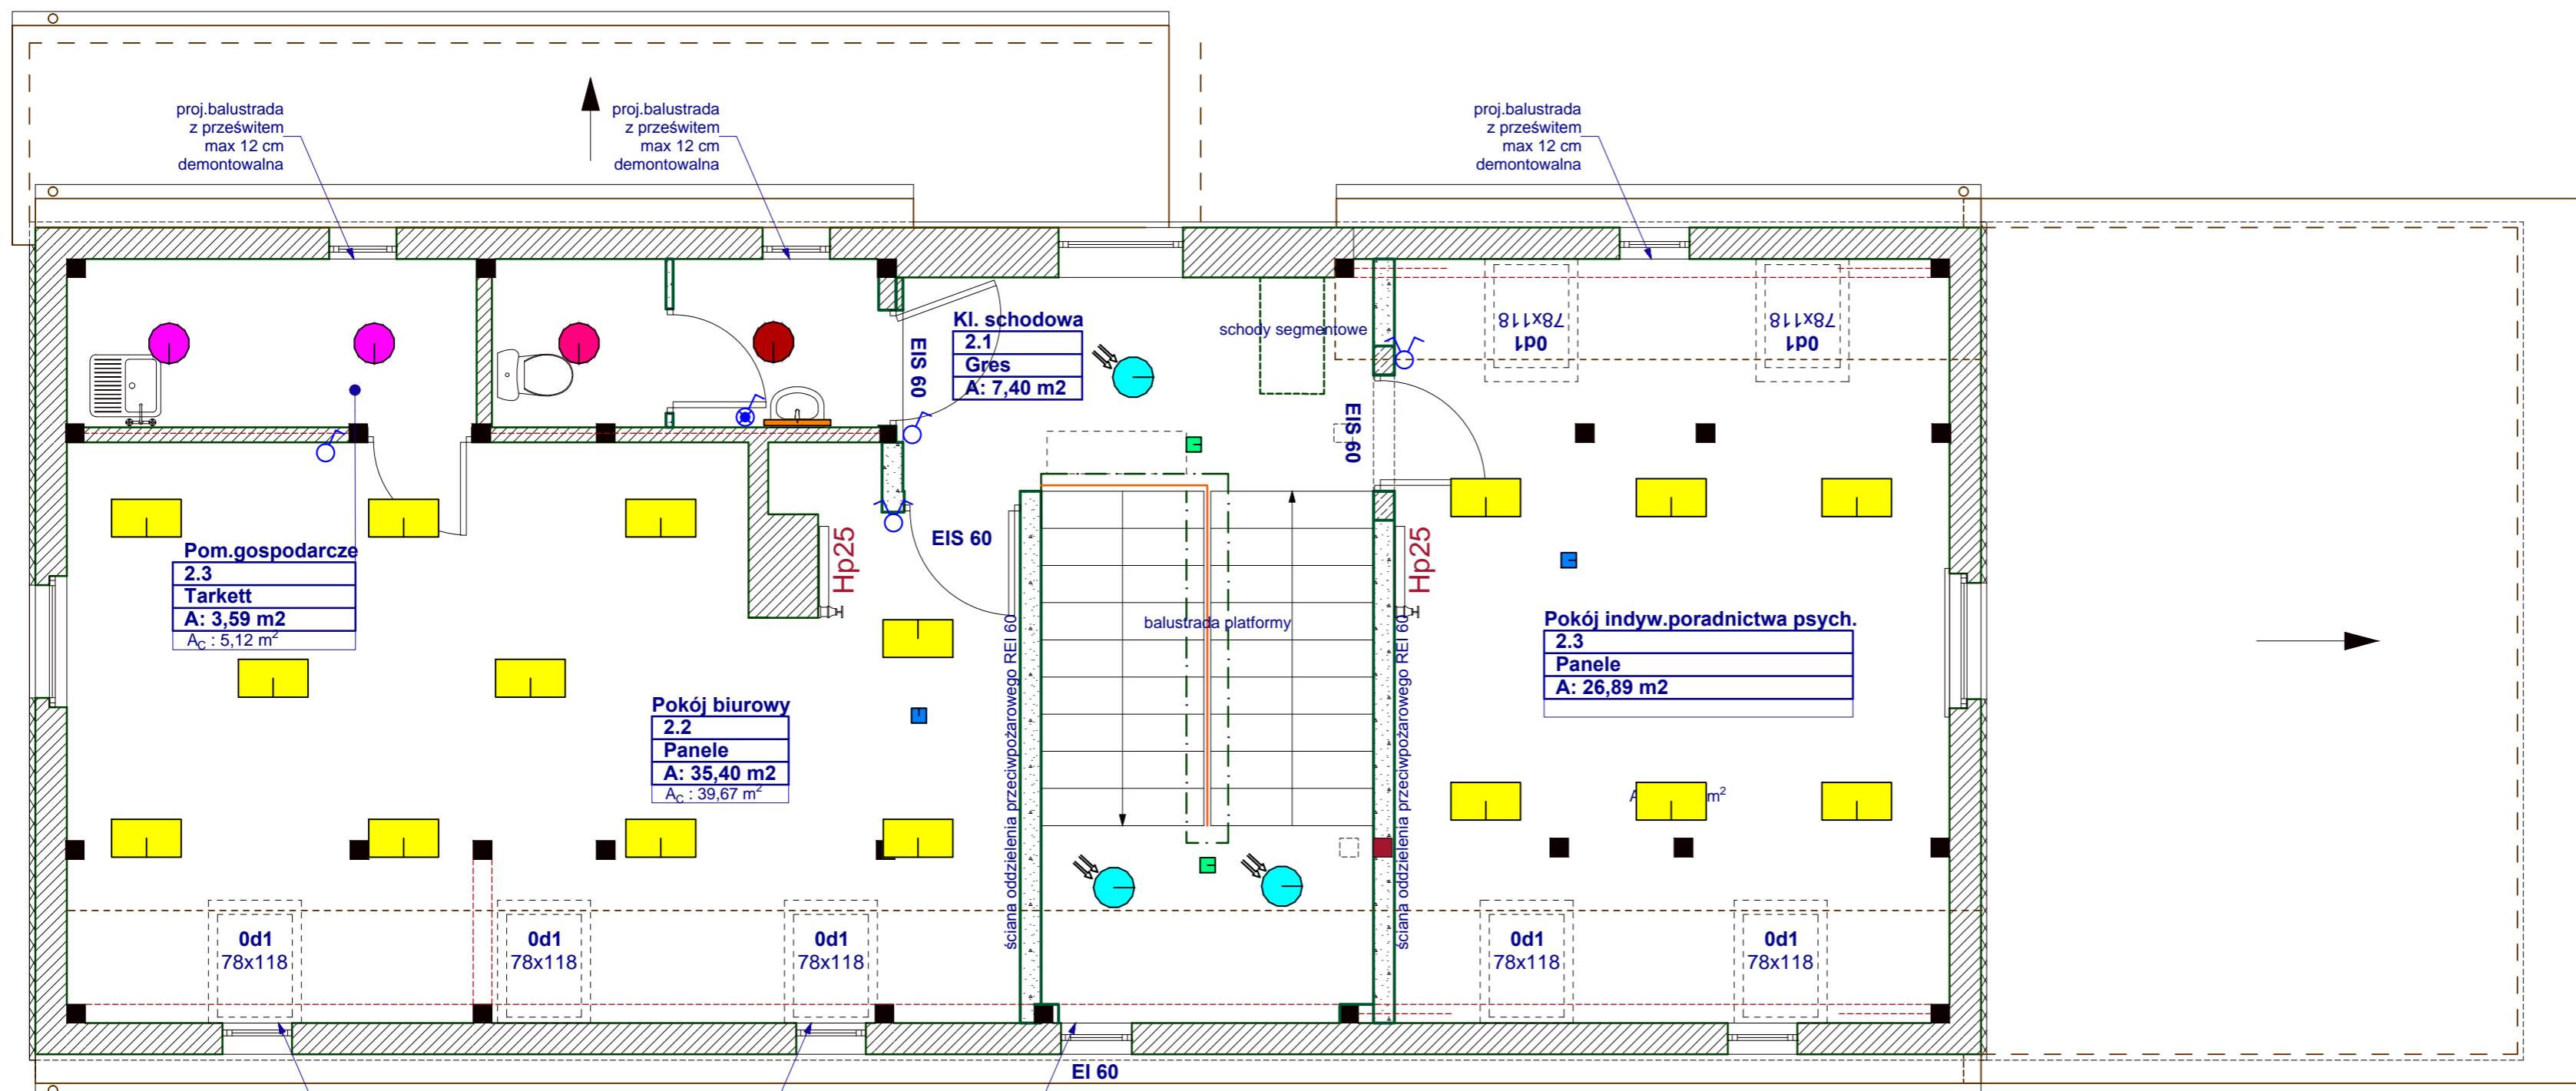 proj.balustrada
z prześwitem
max 12 cm
demontowalna
proj.balustrada
z prześwitem
max 12 cm
demontowalna
proj.balustrada
z prześwitem
max 12 cm
demontowalna
Kl. schodowa
2.1
Gres
A: 7,40 m2
EIS 60
schody segmentowe
EIS 60
78x118
0d1
78x118
0d1
Pom.gospodarcze
2.3
Tarkett
A: 3,59 m2
AC : 5,12 m2
Hp25
EIS 60
Hp25
balustrada platformy
ściana oddzielenia przeciwpożarowego REI 60
ściana oddzielenia przeciwpożarowego REI 60
Pokój indyw.poradnictwa psych.
2.3
Panele
A: 26,89 m2
Pokój biurowy
2.2
Panele
A: 35,40 m2
AC : 39,67 m2
m2
0d1
78x118
0d1
78x118
0d1
78x118
0d1
78x118
0d1
78x118
EI 60